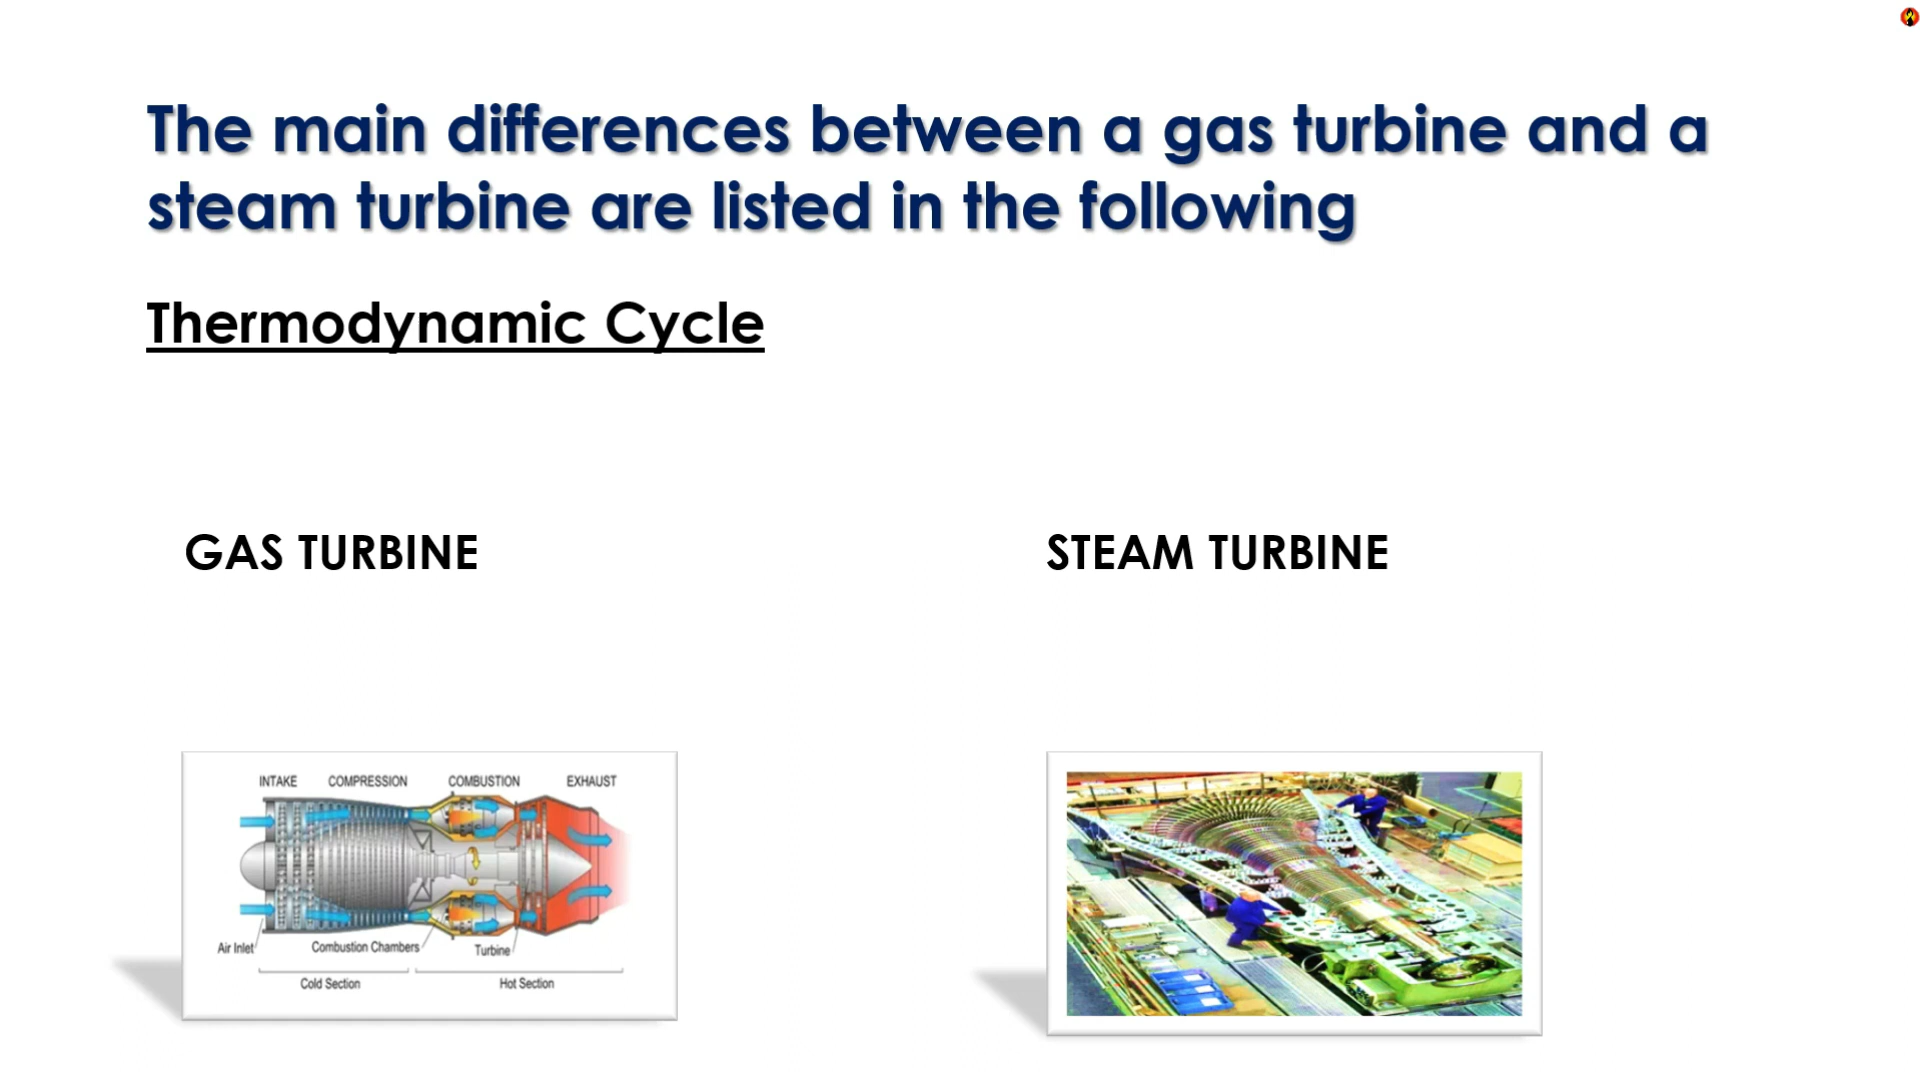 The main differences between a gas turbine and a
steam turbine are listed in the following
Thermodynamic Cycle
GAS TURBINE
STEAM TURBINE
INTAKE COMPRESSION COMBUSTION EXHAUST
Air Inlet Combustion Chambers Turbine
Cold Section Hot Section